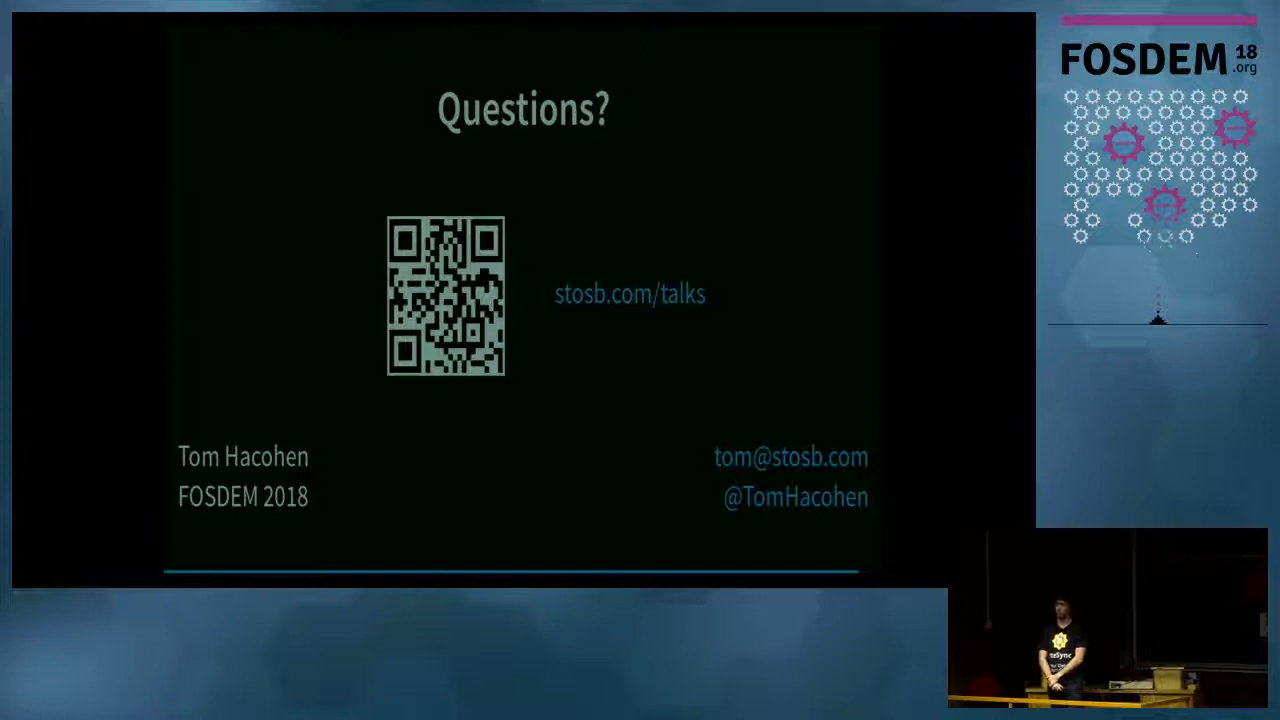 Questions?
stosb.com/talks
Tom Hacohen
FOSDEM 2018
tom@stosb.com
@TomHacohen
FOSDEM 18
.org